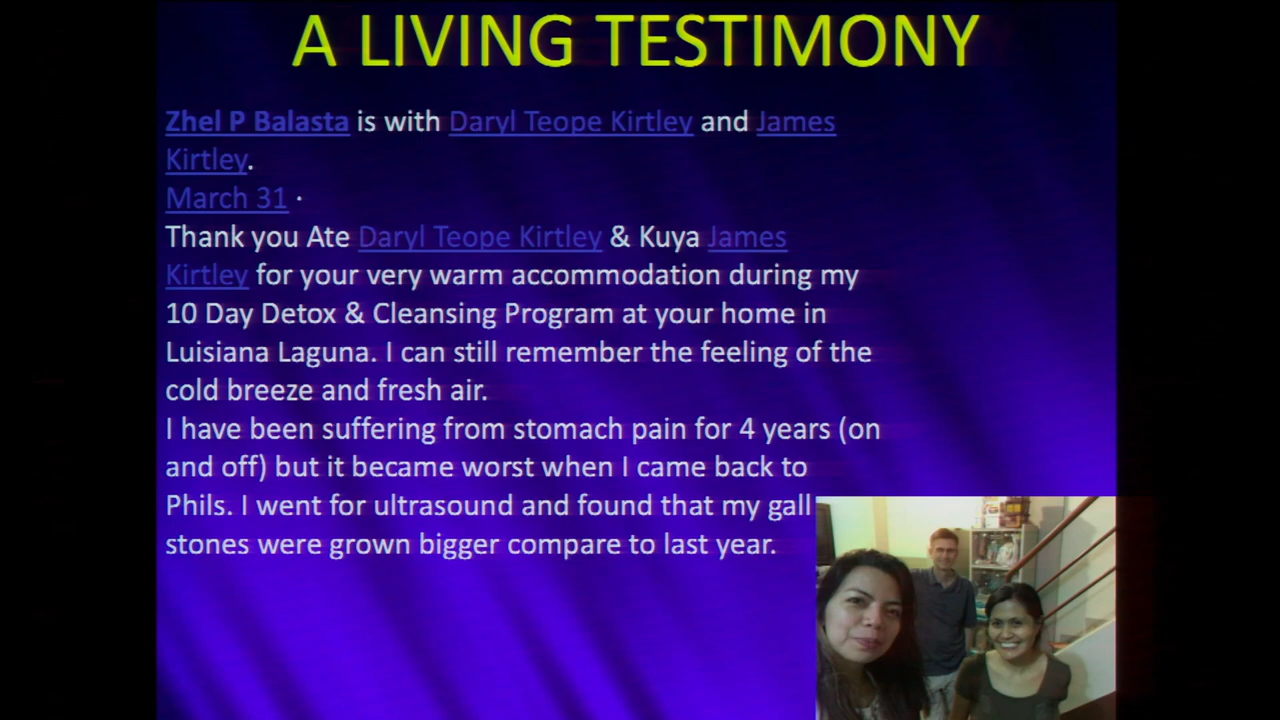 A LIVING TESTIMONY
Zhel P Balasta is with Daryl Teope Kirtley and James
Kirtley.
March 31 ·
Thank you Ate Daryl Teope Kirtley & Kuya James
Kirtley for your very warm accommodation during my
10 Day Detox & Cleansing Program at your home in
Luisiana Laguna. I can still remember the feeling of the
cold breeze and fresh air.
I have been suffering from stomach pain for 4 years (on
and off) but it became worst when I came back to
Phils. I went for ultrasound and found that my gall
stones were grown bigger compare to last year.